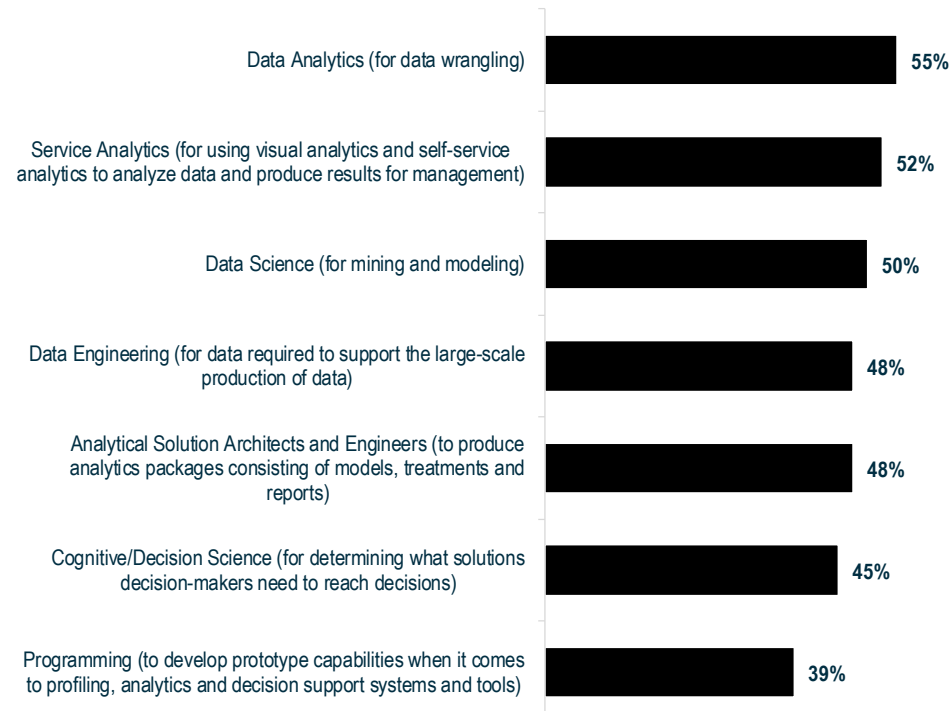 Data Analytics (for data wrangling)
55%
Service Analytics (for using visual analytics and self-service
analytics to analyze data and produce results for management)
52%
Data Science (for mining and modeling)
50%
Data Engineering (for data required to support the large-scale
production of data)
48%
Analytical Solution Architects and Engineers (to produce
analytics packages consisting of models, treatments and
reports)
48%
Cognitive/Decision Science (for determining what solutions
decision-makers need to reach decisions)
45%
Programming (to develop prototype capabilities when it comes
to profiling, analytics and decision support systems and tools)
39%